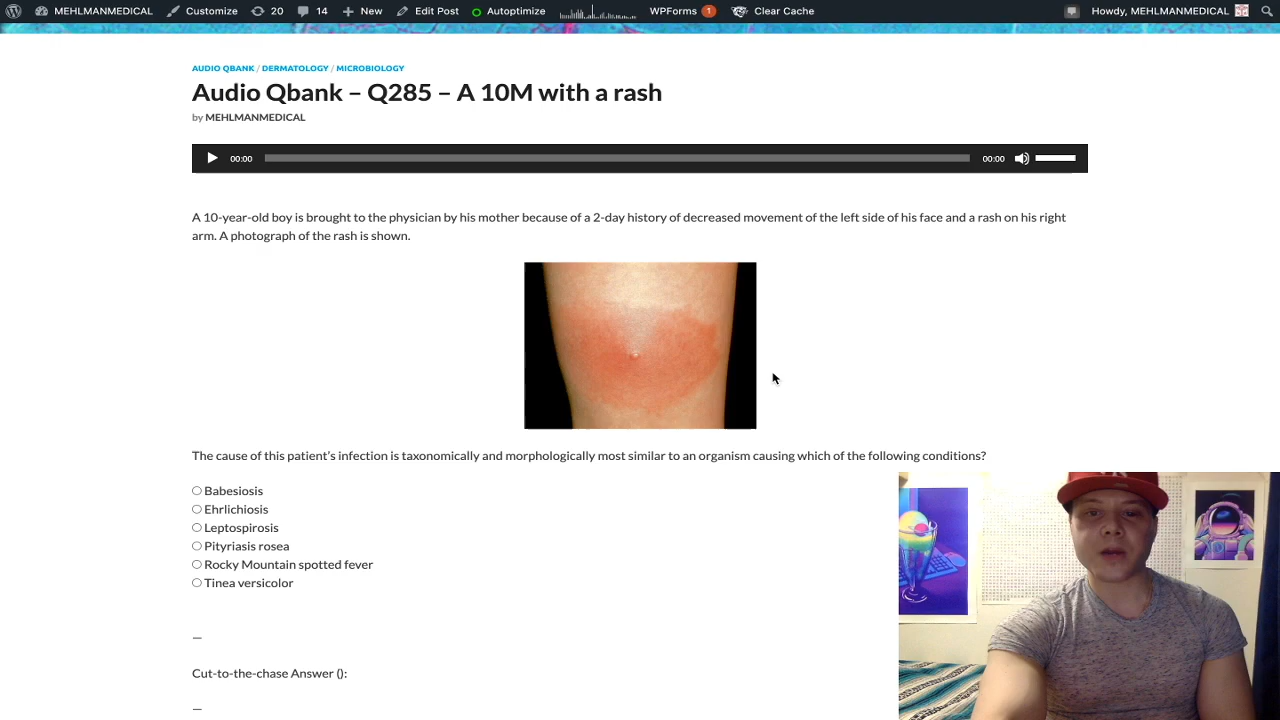 MEHLMANMEDICAL Customize 20 14 New Edit Post Autoptimize WPForms 1 Clear Cache Howdy, MEHLMANMEDICAL
AUDIO QBANK / DERMATOLOGY / MICROBIOLOGY
Audio Qbank – Q285 – A 10M with a rash
by MEHLMANMEDICAL
00:00 00:00
A 10-year-old boy is brought to the physician by his mother because of a 2-day history of decreased movement of the left side of his face and a rash on his right
arm. A photograph of the rash is shown.
The cause of this patient's infection is taxonomically and morphologically most similar to an organism causing which of the following conditions?
Babesiosis
Ehrlichiosis
Leptospirosis
Pityriasis rosea
Rocky Mountain spotted fever
Tinea versicolor
—
Cut-to-the-chase Answer ():
—